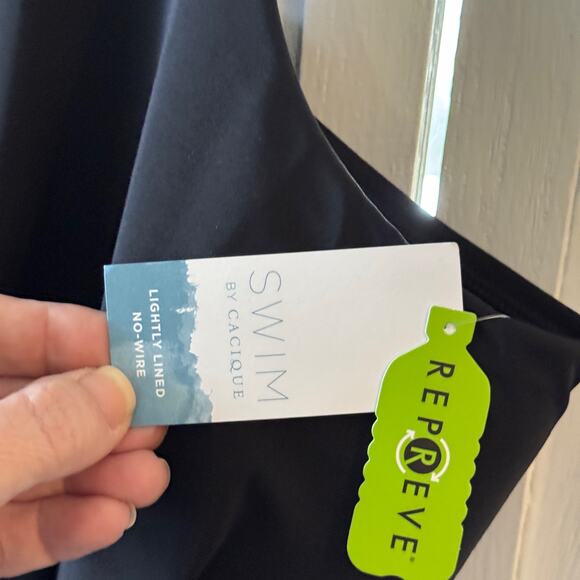 SWIM
BY CACIQUE
LIGHTLY LINED
NO-WIRE
REPREVE®